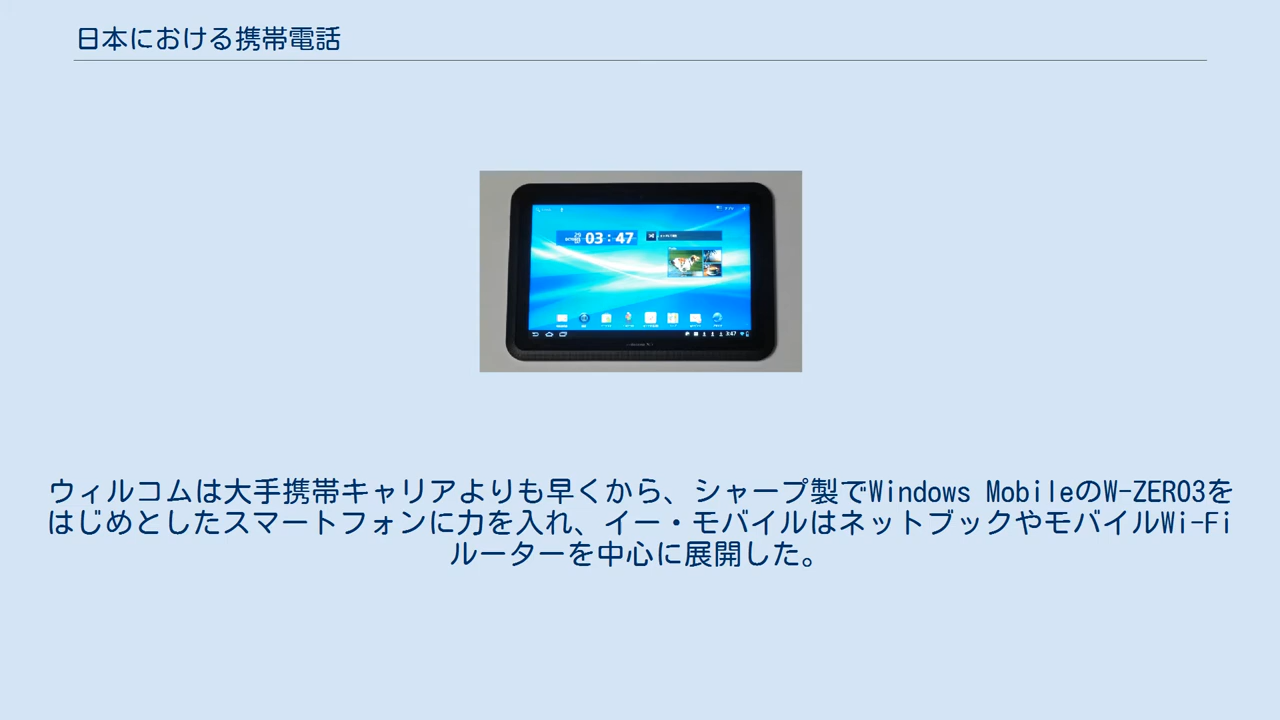 日本における携帯電話
03:47
3:47
ウィルコムは大手携帯キャリアよりも早くから、シャープ製でWindows MobileのW-ZERO3を
はじめとしたスマートフォンに力を入れ、イー・モバイルはネットブックやモバイルWi-Fi
ルーターを中心に展開した。